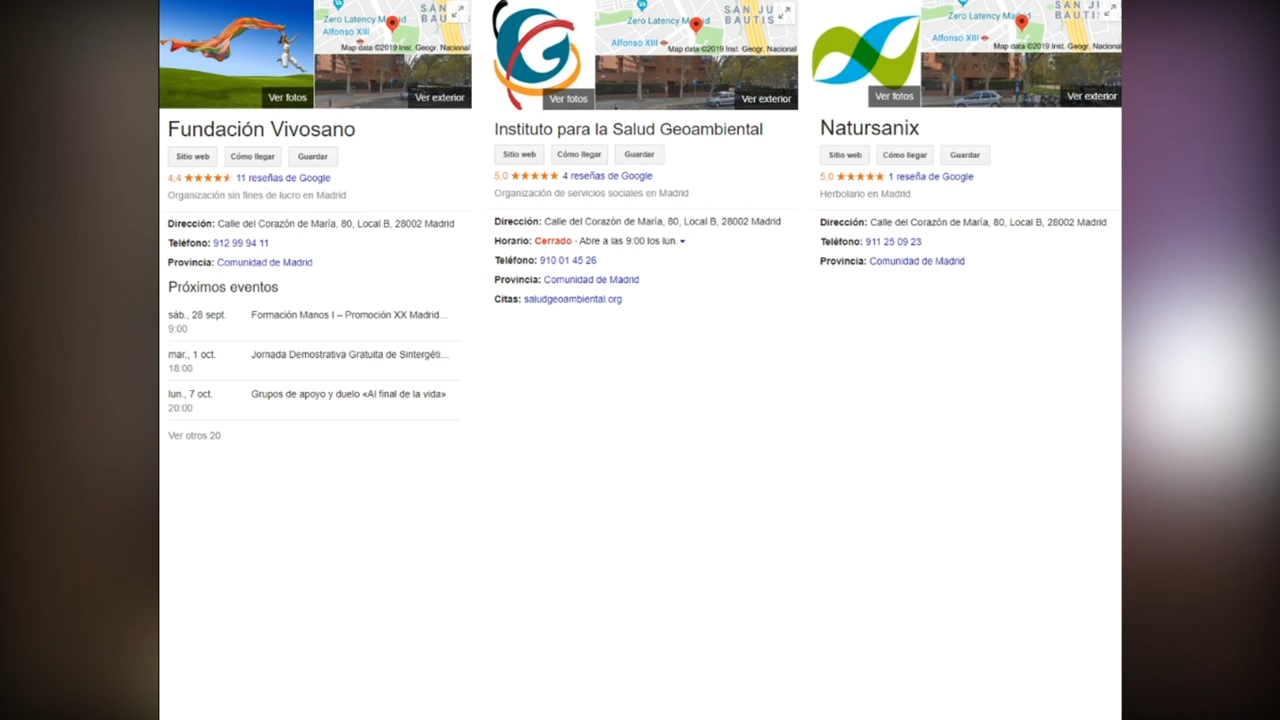 Zero Latency Madrid
SAN JU
BAUTIS
Alfonso XIII
Map data ©2019 Inst. Geogr. Nacional
Ver fotos
Ver exterior
Fundación Vivosano
Sitio web
Cómo llegar
Guardar
4,4 ★★★★★ 11 reseñas de Google
Organización sin fines de lucro en Madrid
Dirección: Calle del Corazón de María, 80, Local B, 28002 Madrid
Teléfono: 912 99 94 11
Provincia: Comunidad de Madrid
Próximos eventos
sáb., 28 sept. Formación Manos I – Promoción XX Madrid...
9:00
mar., 1 oct. Jornada Demostrativa Gratuita de Sintergéti...
18:00
lun., 7 oct. Grupos de apoyo y duelo «Al final de la vida»
20:00
Ver otros 20
Zero Latency Madrid
SAN JU
BAUTIS
Alfonso XIII
Map data ©2019 Inst. Geogr. Nacional
Ver fotos
Ver exterior
Instituto para la Salud Geoambiental
Sitio web
Cómo llegar
Guardar
5,0 ★★★★★ 4 reseñas de Google
Organización de servicios sociales en Madrid
Dirección: Calle del Corazón de María, 80, Local B, 28002 Madrid
Horario: Cerrado · Abre a las 9:00 los lun.
Teléfono: 910 01 45 26
Provincia: Comunidad de Madrid
Citas: saludgeoambiental.org
Zero Latency Madrid
SAN JU
BAUTIS
Alfonso XIII
Map data ©2019 Inst. Geogr. Nacional
Ver fotos
Ver exterior
Natursanix
Sitio web
Cómo llegar
Guardar
5,0 ★★★★★ 1 reseña de Google
Herbolario en Madrid
Dirección: Calle del Corazón de María, 80, Local B, 28002 Madrid
Teléfono: 911 25 09 23
Provincia: Comunidad de Madrid